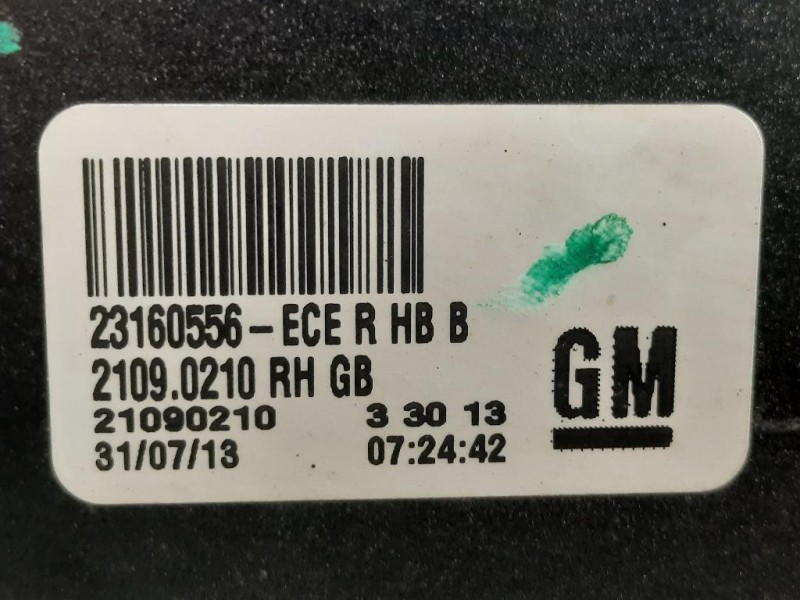 23160556-ECE R HB B
2109.0210 RH GB
21090210 3 30 13
31/07/13 07:24:42
GM